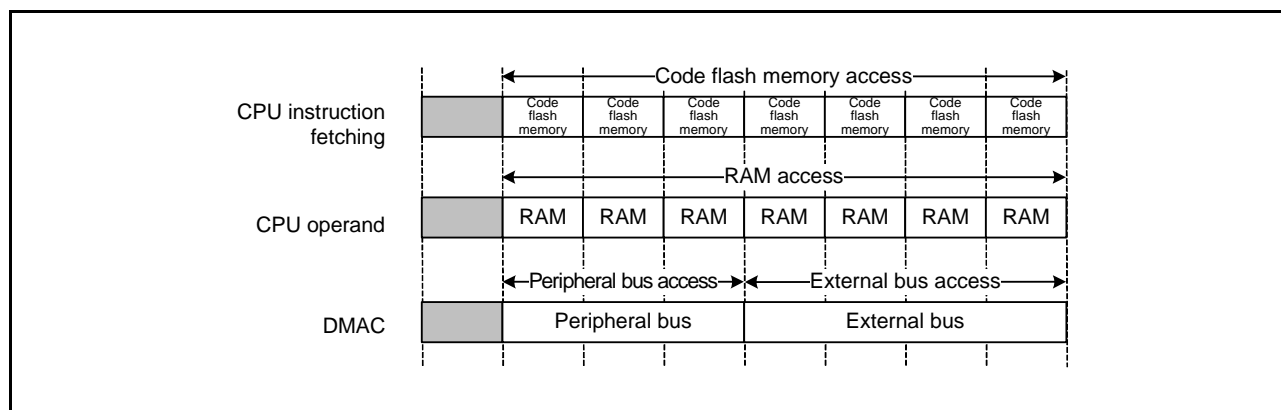 Code flash memory access
CPU instruction
fetching
Code
flash
memory
Code
flash
memory
Code
flash
memory
Code
flash
memory
Code
flash
memory
Code
flash
memory
Code
flash
memory
RAM access
CPU operand
RAM RAM RAM RAM RAM RAM RAM
Peripheral bus access External bus access
DMAC
Peripheral bus External bus